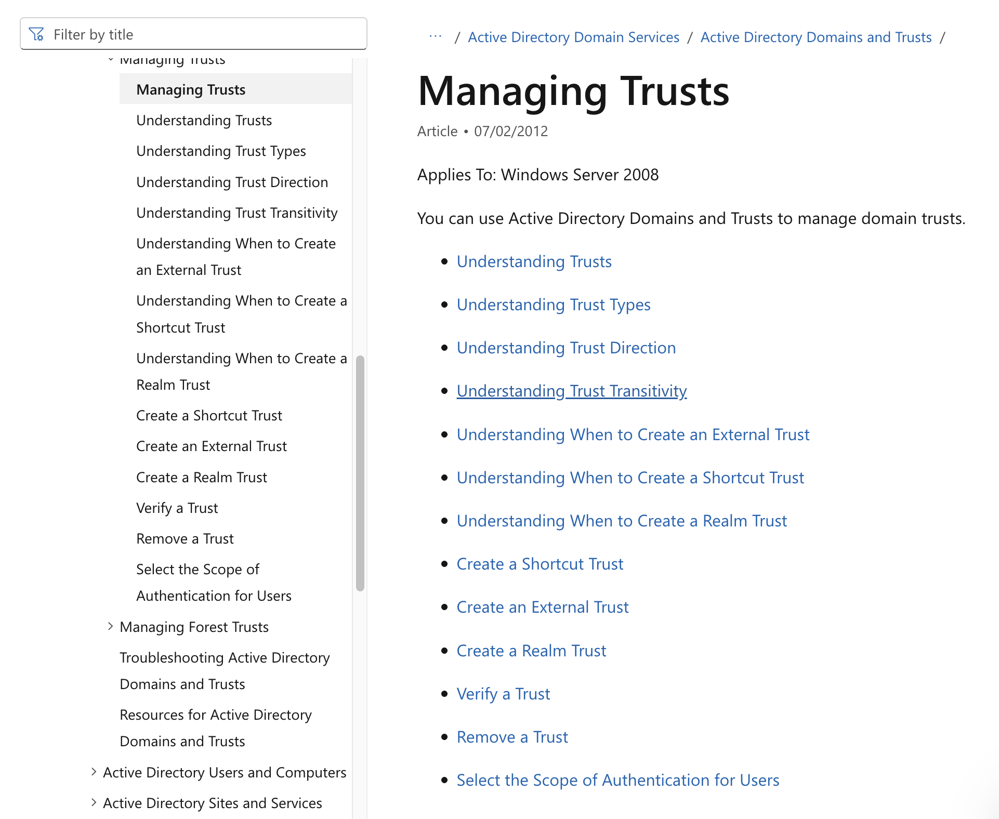 Filter by title
Managing Trusts
Managing Trusts
Understanding Trusts
Understanding Trust Types
Understanding Trust Direction
Understanding Trust Transitivity
Understanding When to Create
an External Trust
Understanding When to Create a
Shortcut Trust
Understanding When to Create a
Realm Trust
Create a Shortcut Trust
Create an External Trust
Create a Realm Trust
Verify a Trust
Remove a Trust
Select the Scope of
Authentication for Users
Managing Forest Trusts
Troubleshooting Active Directory
Domains and Trusts
Resources for Active Directory
Domains and Trusts
Active Directory Users and Computers
Active Directory Sites and Services
··· / Active Directory Domain Services / Active Directory Domains and Trusts /
Managing Trusts
Article • 07/02/2012
Applies To: Windows Server 2008
You can use Active Directory Domains and Trusts to manage domain trusts.
• Understanding Trusts
• Understanding Trust Types
• Understanding Trust Direction
• Understanding Trust Transitivity
• Understanding When to Create an External Trust
• Understanding When to Create a Shortcut Trust
• Understanding When to Create a Realm Trust
• Create a Shortcut Trust
• Create an External Trust
• Create a Realm Trust
• Verify a Trust
• Remove a Trust
• Select the Scope of Authentication for Users